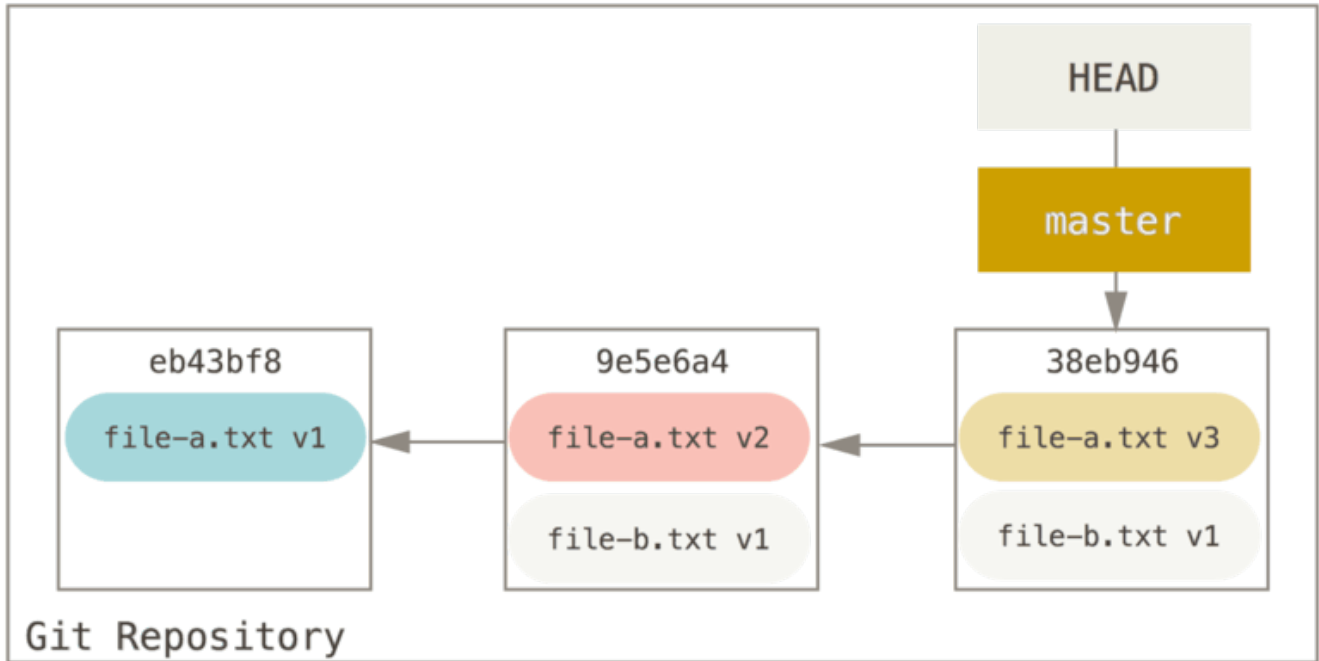 HEAD
master
eb43bf8
9e5e6a4
38eb946
file-a.txt v1
file-a.txt v2
file-a.txt v3
file-b.txt v1
file-b.txt v1
Git Repository